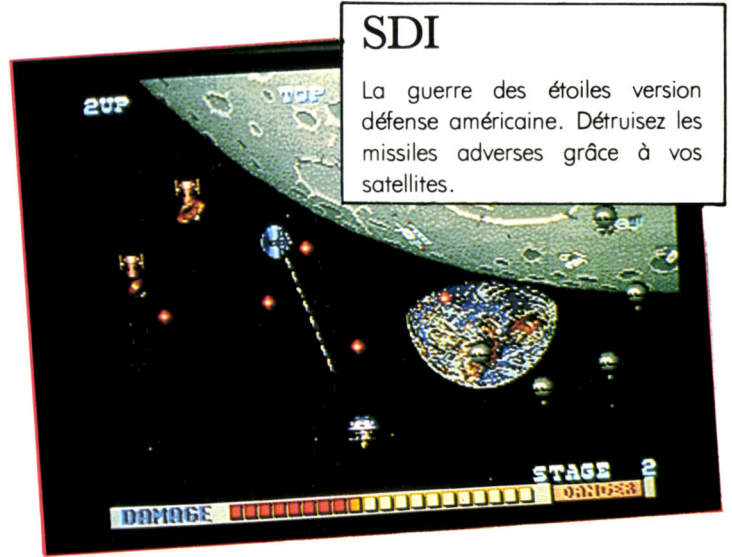 SDI
La guerre des étoiles version
défense américaine. Détruisez les
missiles adverses grâce à vos
satellites.
2UP TOP
STAGE 2
DAMAGE DANGER